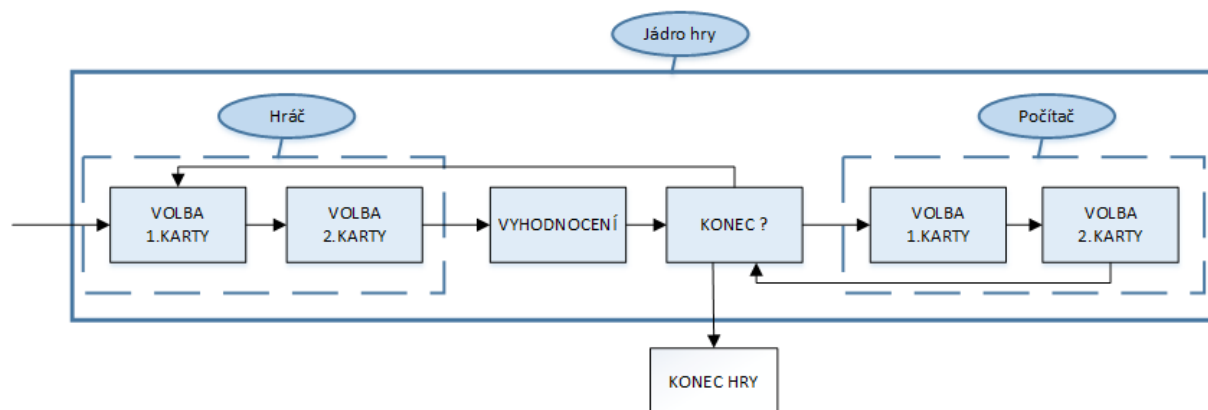 Jádro hry
Hráč
Počítač
VOLBA
1.KARTY
VOLBA
2.KARTY
VYHODNOCENÍ
KONEC ?
VOLBA
1.KARTY
VOLBA
2.KARTY
KONEC HRY